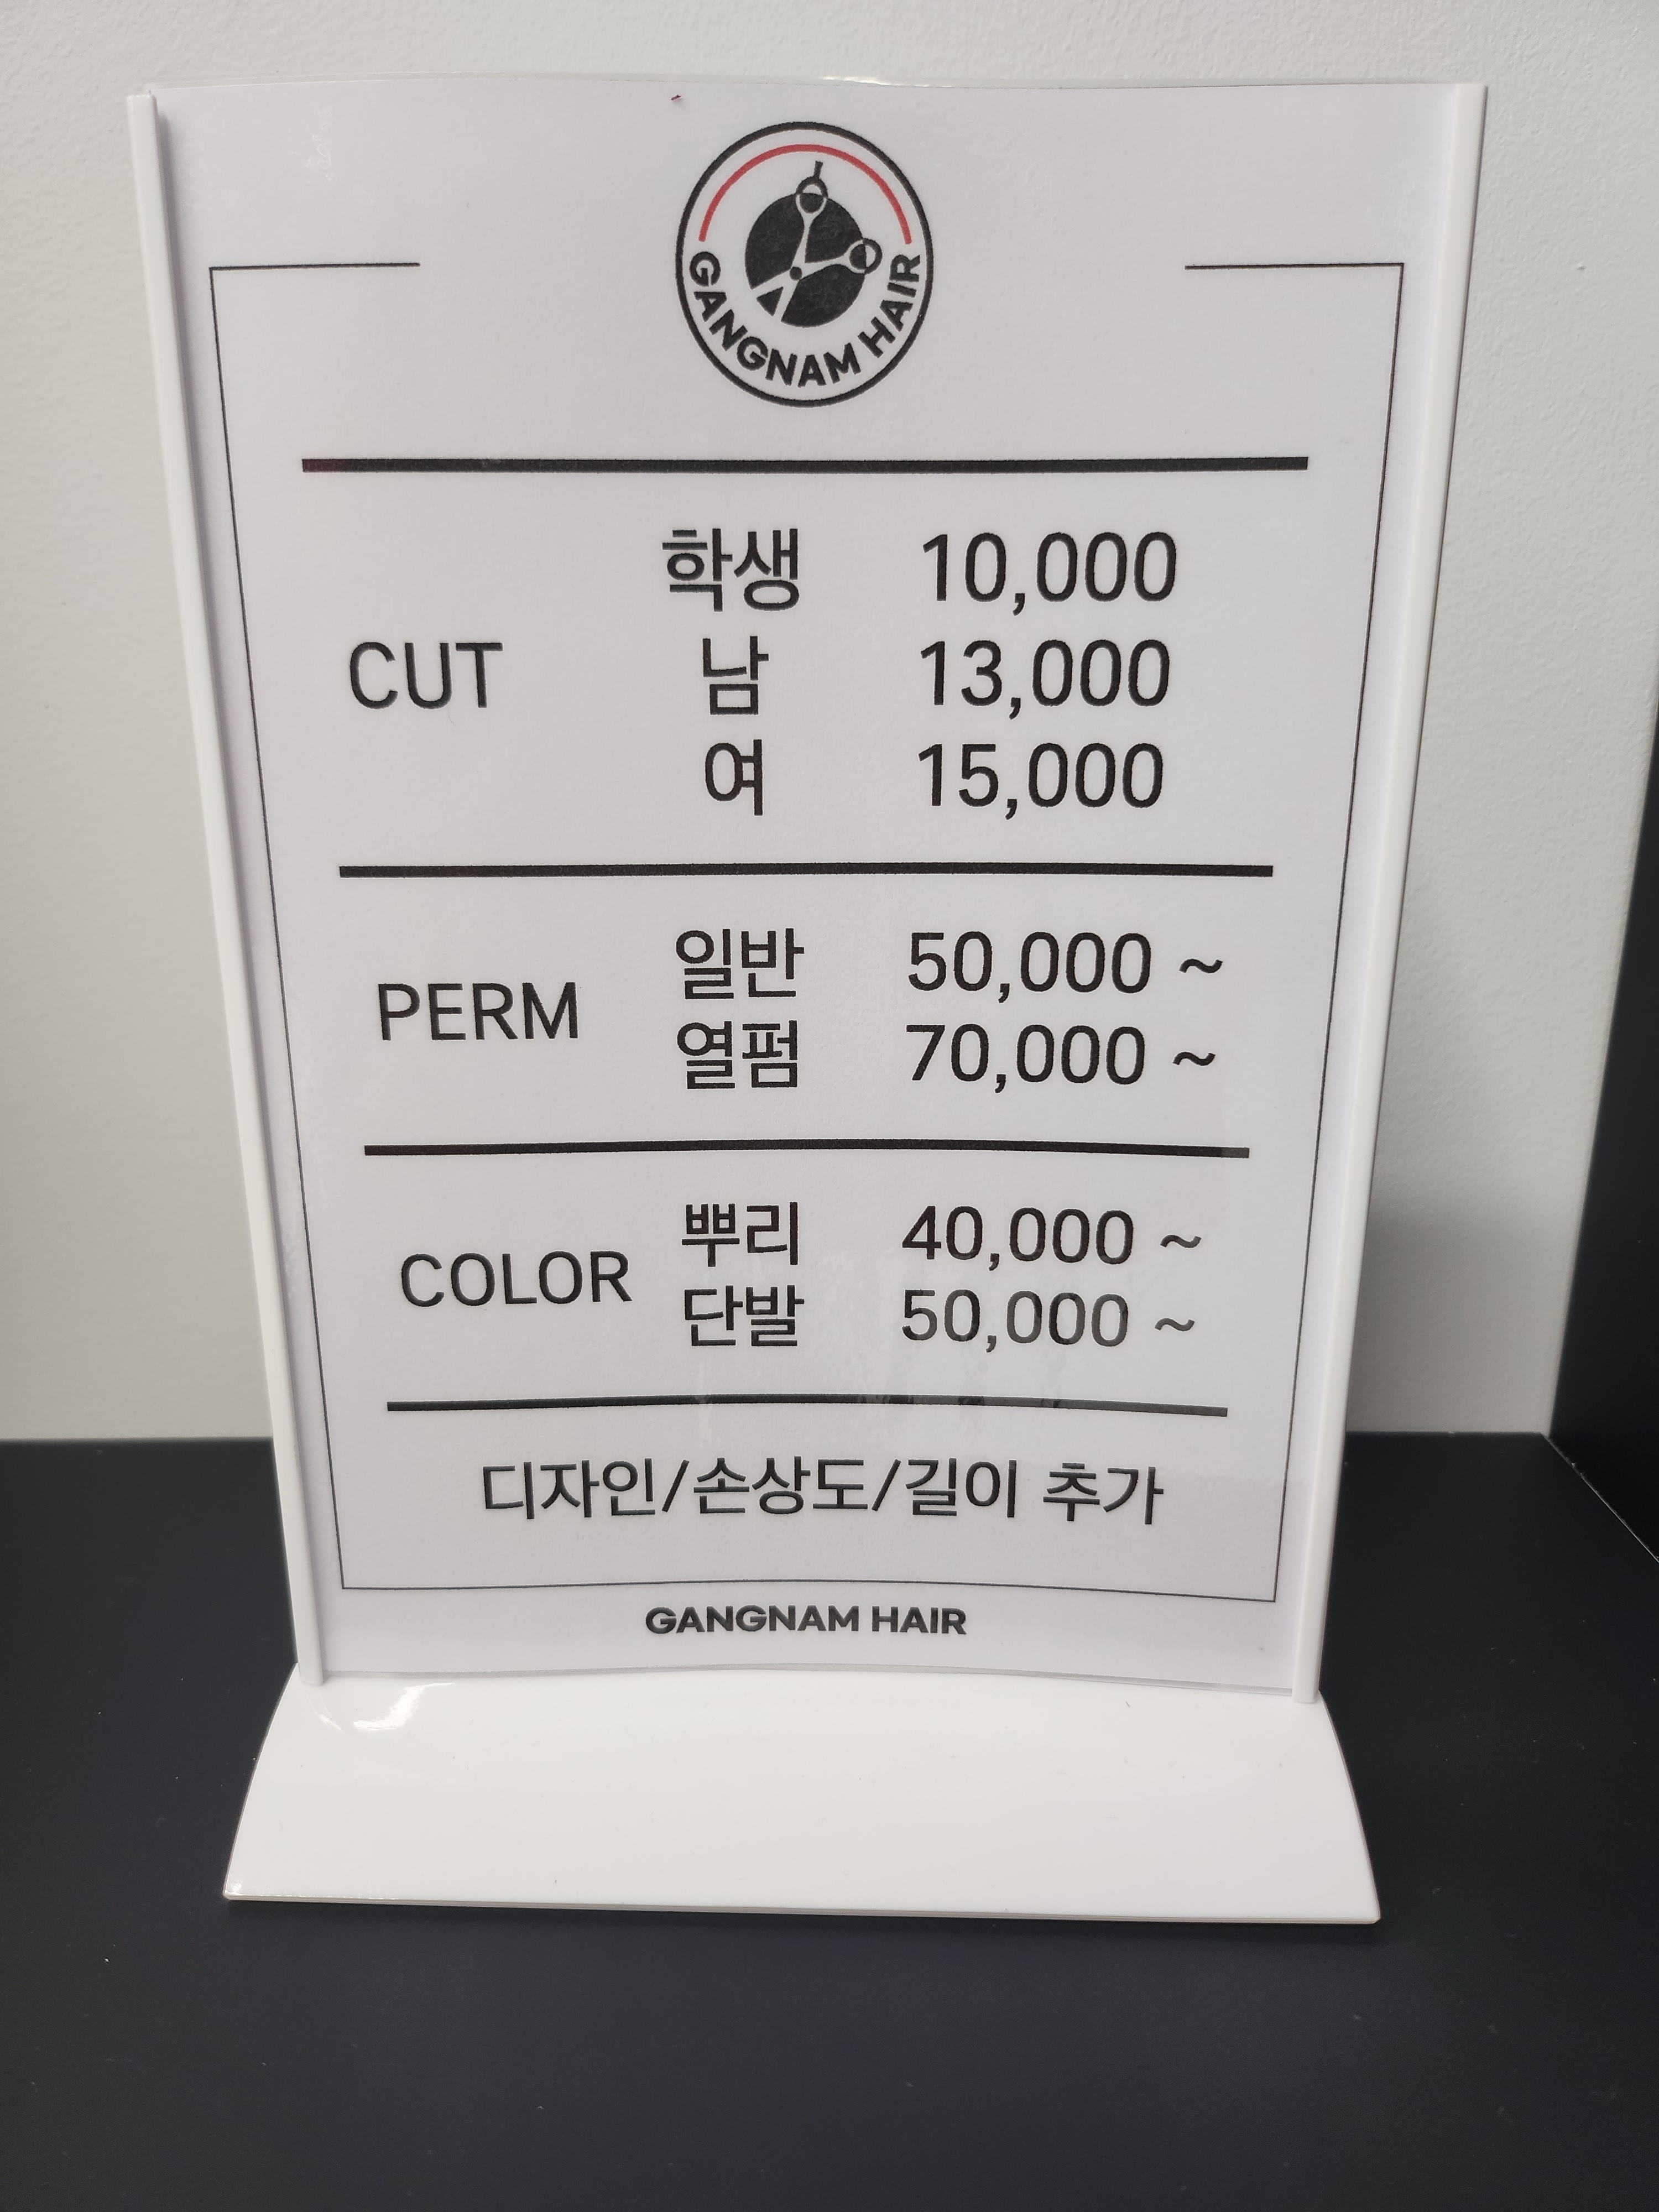 GANGNAM HAIR
CUT
학생 10,000
남 13,000
여 15,000
PERM
일반 50,000 ~
열펌 70,000 ~
COLOR
뿌리 40,000 ~
단발 50,000 ~
디자인/손상도/길이 추가
GANGNAM HAIR